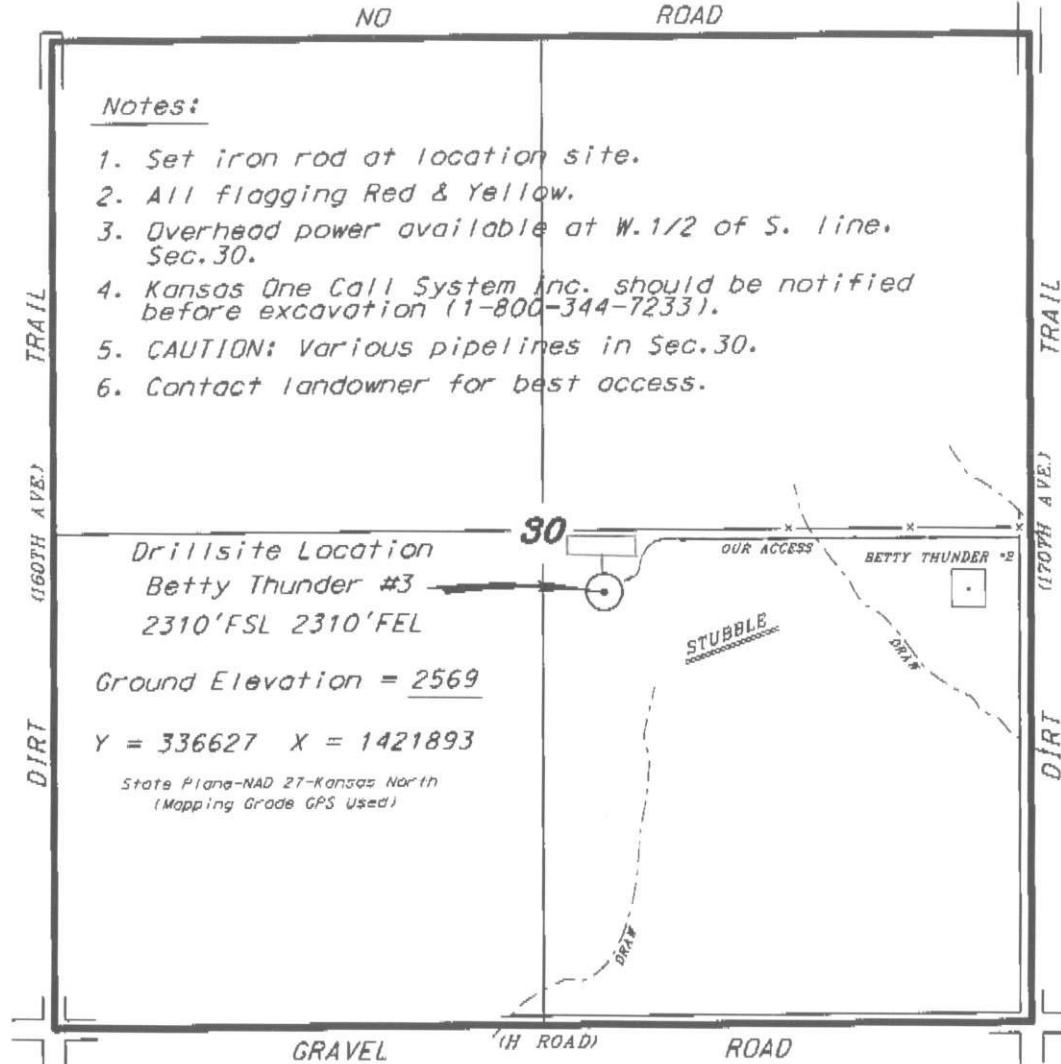 NO ROAD
Notes:
1. Set iron rod at location site.
2. All flagging Red & Yellow.
3. Overhead power available at W.1/2 of S. line.
Sec.30.
4. Kansas One Call System Inc. should be notified
before excavation (1-800-344-7233).
5. CAUTION: Various pipelines in Sec.30.
6. Contact landowner for best access.
DIRT (160TH AVE.) TRAIL
DIRT (170TH AVE.) TRAIL
30
OUR ACCESS
BETTY THUNDER #2
Drillsite Location
Betty Thunder #3
2310'FSL 2310'FEL
STUBBLE
DRAW
Ground Elevation = 2569
Y = 336627 X = 1421893
State Plane-NAD 27-Kansas North
(Mapping Grade GPS Used)
DRAW
GRAVEL (H ROAD) ROAD